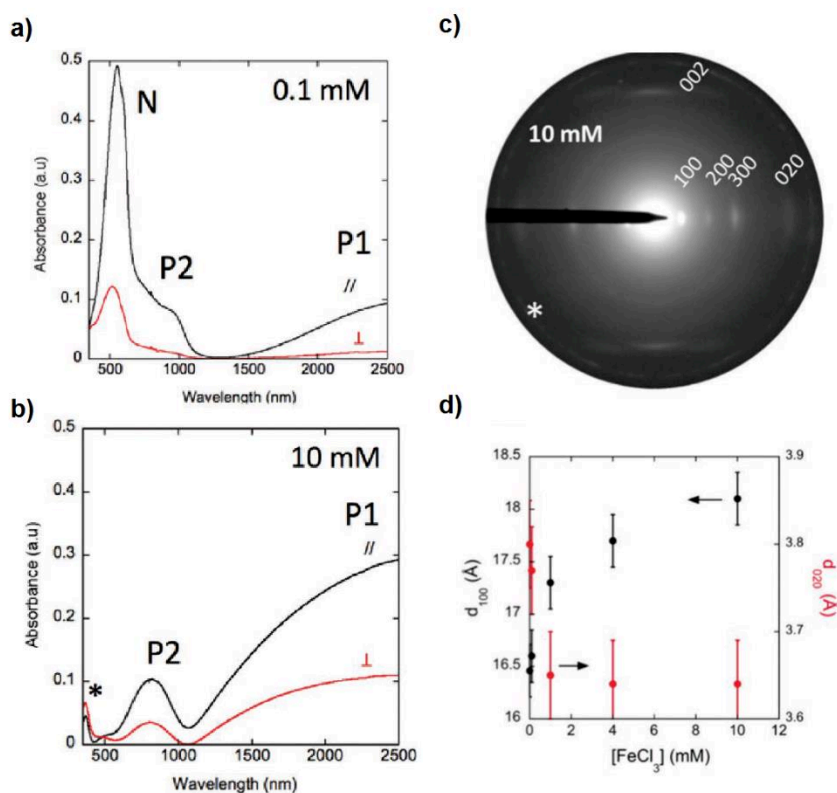 a)
0.5
0.4
0.3
0.2
0.1
0
500 1000 1500 2000 2500
Absorbance (a.u)
Wavelength (nm)
0.1 mM
N
P2
P1
//
⊥
b)
0.5
0.4
0.3
0.2
0.1
0
500 1000 1500 2000 2500
Absorbance (a.u)
Wavelength (nm)
10 mM
P1
//
P2
⊥
*
c)
002
10 mM
100 200 300 020
*
d)
18.5
18
17.5
17
16.5
16
d₁₀₀ (Å)
3.9
3.8
3.7
3.6
d₀₂₀ (Å)
0 2 4 6 8 10 12
[FeCl₃] (mM)